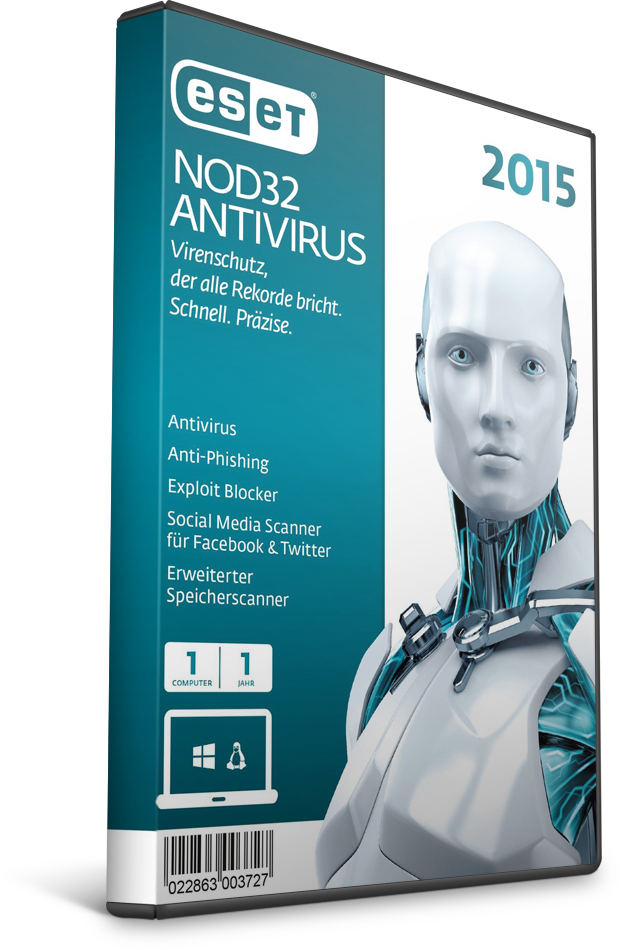 eseT®
NOD32
ANTIVIRUS
Virenschutz,
der alle Rekorde bricht.
Schnell. Präzise.
2015
Antivirus
Anti-Phishing
Exploit Blocker
Social Media Scanner
für Facebook & Twitter
Erweiterter
Speicherscanner
1 1
COMPUTER JAHR
022863 003727